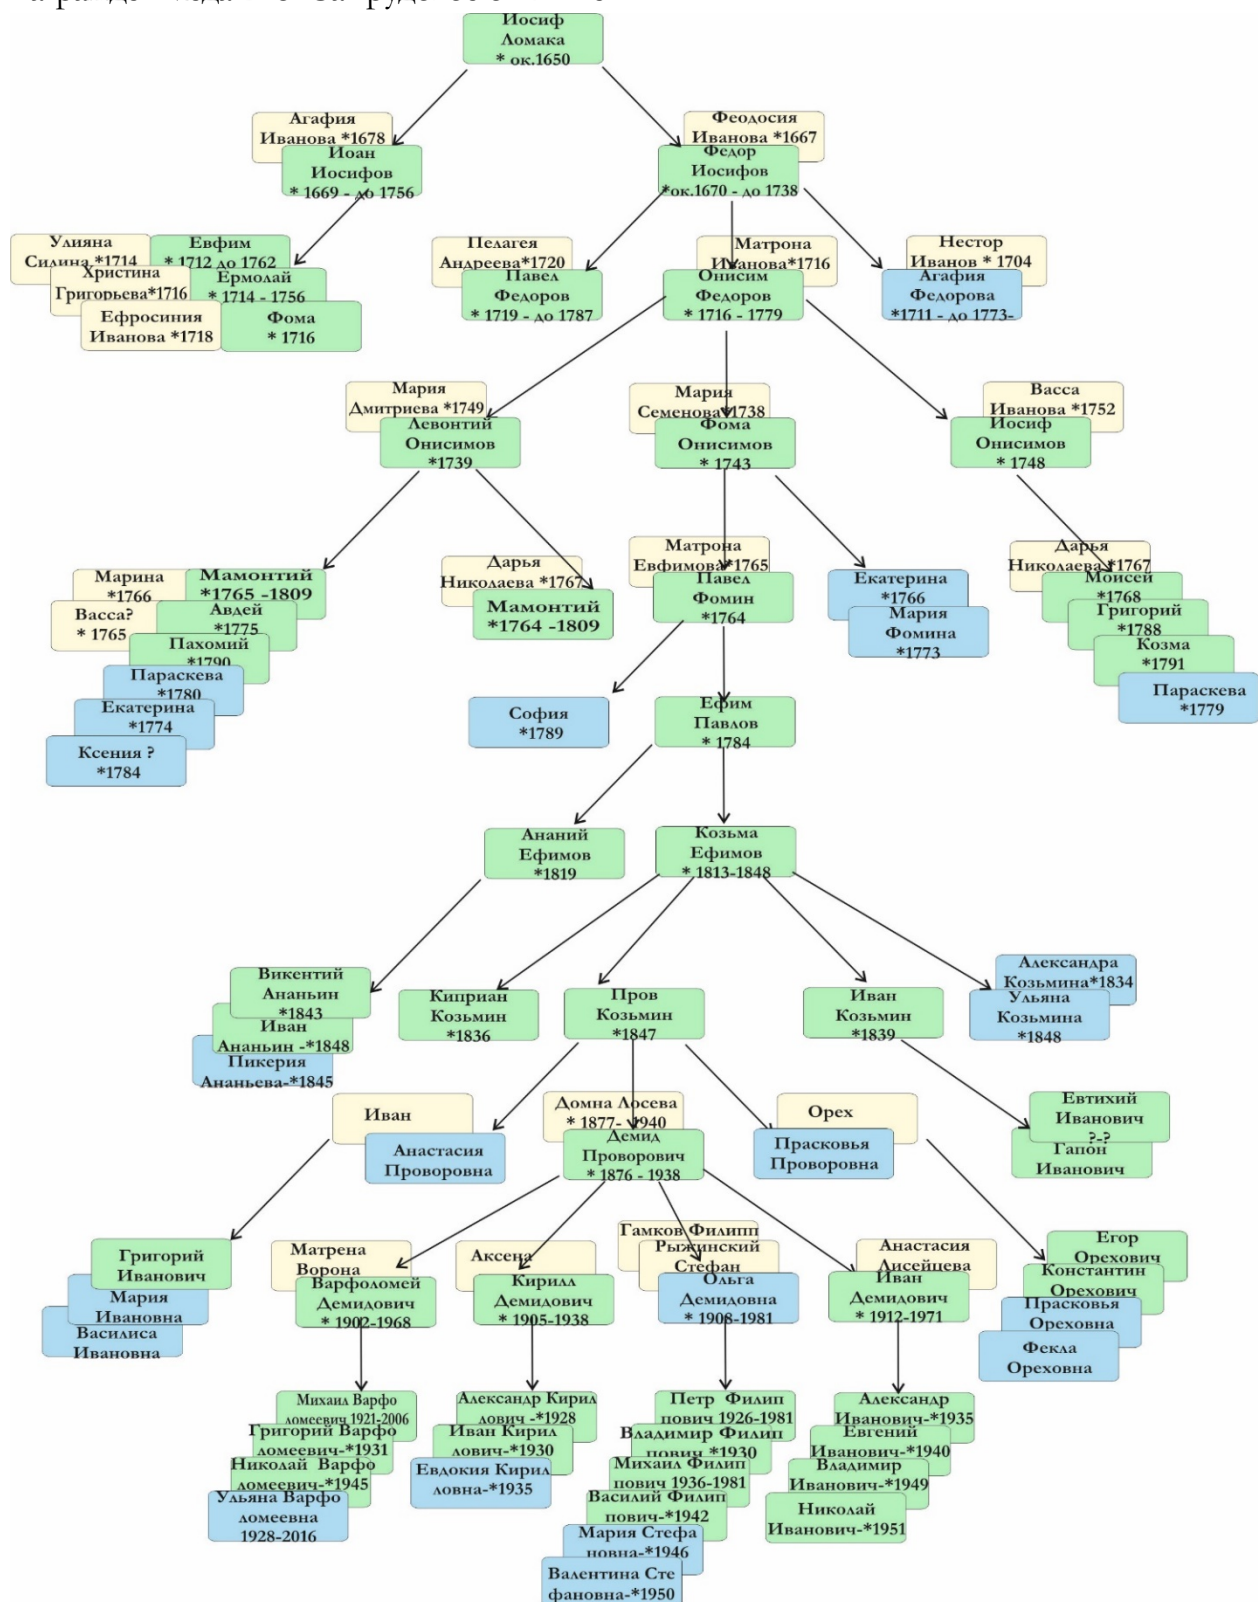 Иосиф
Ломака
* ок.1650
Агафия
Иванова *1678
Иоан
Иосифов
* 1669 - до 1756
Феодосия
Иванова *1667
Федор
Иосифов
*ок.1670 - до 1738
Улияна
Силина *1714
Евфим
* 1712 до 1762
Христина
Григорьева*1716
Ермолай
* 1714 - 1756
Ефросиния
Иванова *1718
Фома
* 1716
Пелагея
Андреева*1720
Павел
Федоров
* 1719 - до 1787
Матрона
Иванова*1716
Онисим
Федоров
* 1716 - 1779
Нестор
Иванов * 1704
Агафия
Федорова
*1711 - до 1773-
Мария
Дмитриева *1749
Левонтий
Онисимов
*1739
Мария
Семенова*1738
Фома
Онисимов
* 1743
Васса
Иванова *1752
Иосиф
Онисимов
* 1748
Марина
*1766
Мамонтий
*1765 -1809
Васса?
* 1765
Авдей
*1775
Пахомий
*1790
Параскева
*1780
Екатерина
*1774
Ксения ?
*1784
Дарья
Николаева *1767
Мамонтий
*1764 -1809
Матрона
Евфимова*1765
Павел
Фомин
*1764
Екатерина
*1766
Мария
Фомина
*1773
Дарья
Николаева*1767
Моисей
*1768
Григорий
*1788
Козма
*1791
Параскева
*1779
София
*1789
Ефим
Павлов
* 1784
Ананий
Ефимов
*1819
Козьма
Ефимов
* 1813-1848
Викентий
Ананьин
*1843
Иван
Ананьин -*1848
Пикерия
Ананьева-*1845
Киприан
Козьмин
*1836
Пров
Козьмин
*1847
Иван
Козьмин
*1839
Александра
Козьмина*1834
Ульяна
Козьмина
*1848
Иван
Анастасия
Проворовна
Домна Лосева
* 1877- 1940
Демид
Проворович
* 1876 - 1938
Орех
Прасковья
Проворовна
Евтихий
Иванович
?-?
Гапон
Иванович
Григорий
Иванович
Мария
Ивановна
Василиса
Ивановна
Матрена
Ворона
Варфоломей
Демидович
* 1902-1968
Аксена
Кирилл
Демидович
* 1905-1938
Гамков Филипп
Рыжинский
Стефан
Ольга
Демидовна
* 1908-1981
Анастасия
Лисейцева
Иван
Демидович
* 1912-1971
Егор
Орехович
Константин
Орехович
Прасковья
Ореховна
Фекла
Ореховна
Михаил Варфо
ломеевич 1921-2006
Григорий Варфо
ломеевич-*1931
Николай Варфо
ломеевич-*1945
Ульяна Варфо
ломеевна
1928-2016
Александр Кирил
лович -*1928
Иван Кирил
лович-*1930
Евдокия Кирил
ловна-*1935
Петр Филип
пович 1926-1981
Владимир Филип
пович *1930
Михаил Филип
пович 1936-1981
Василий Филип
пович-*1942
Мария Стефа
новна-*1946
Валентина Сте
фановна-*1950
Александр
Иванович-*1935
Евгений
Иванович-*1940
Владимир
Иванович-*1949
Николай
Иванович-*1951